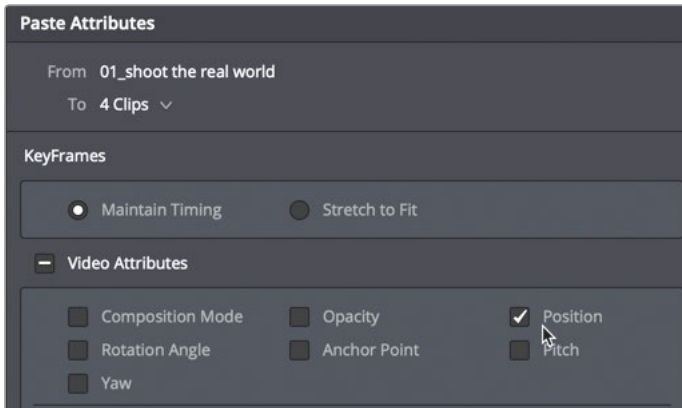 Paste Attributes
From 01_shoot the real world
To 4 Clips
KeyFrames
Maintain Timing Stretch to Fit
Video Attributes
Composition Mode Opacity Position
Rotation Angle Anchor Point Pitch
Yaw